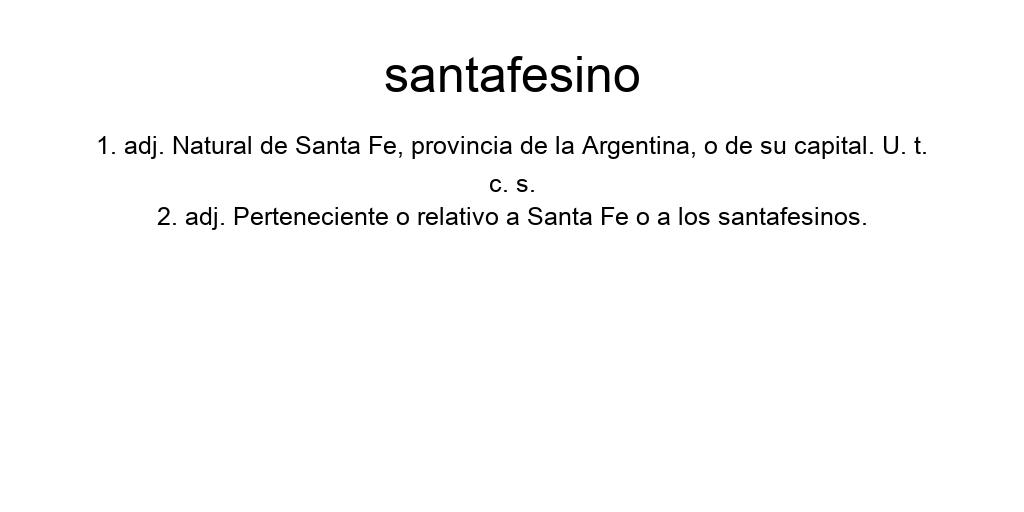 santafesino
1. adj. Natural de Santa Fe, provincia de la Argentina, o de su capital. U. t.
c. s.
2. adj. Perteneciente o relativo a Santa Fe o a los santafesinos.